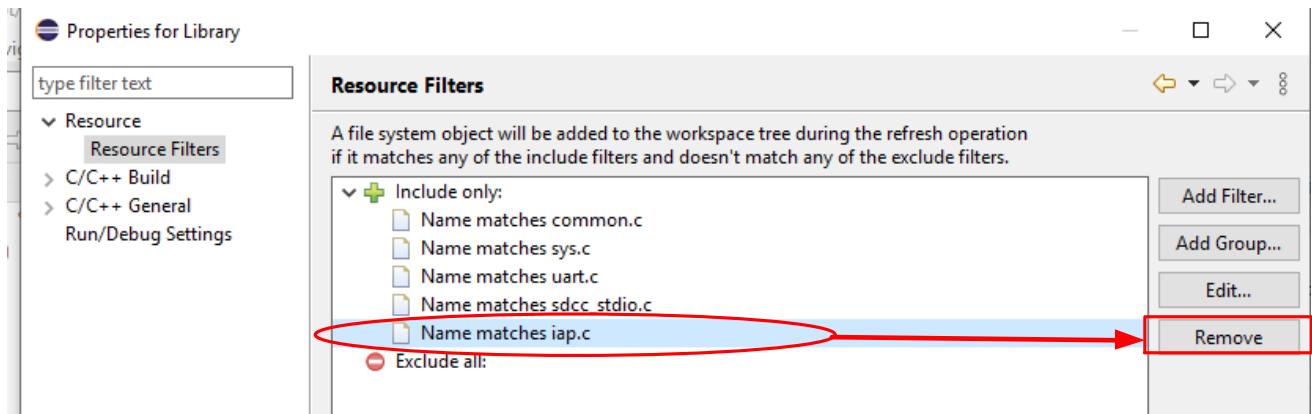 Properties for Library
type filter text
Resource Filters
Resource
Resource Filters
C/C++ Build
C/C++ General
Run/Debug Settings
A file system object will be added to the workspace tree during the refresh operation
if it matches any of the include filters and doesn't match any of the exclude filters.
Include only:
Name matches common.c
Name matches sys.c
Name matches uart.c
Name matches sdcc_stdio.c
Name matches iap.c
Exclude all:
Add Filter...
Add Group...
Edit...
Remove